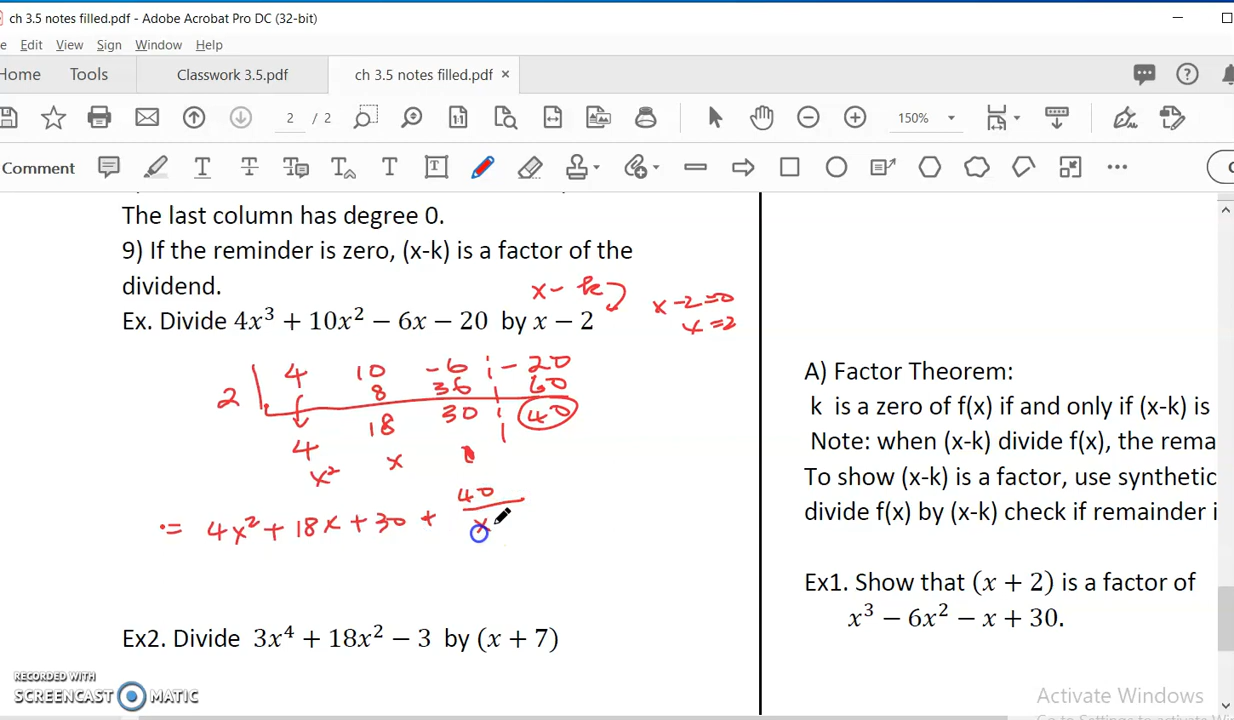 ch 3.5 notes filled.pdf - Adobe Acrobat Pro DC (32-bit)
e Edit View Sign Window Help
Home Tools Classwork 3.5.pdf ch 3.5 notes filled.pdf ×
2 / 2 150%
Comment
The last column has degree 0.
9) If the reminder is zero, (x-k) is a factor of the
dividend.
x - k
x - 2 = 0
x = 2
Ex. Divide 4x³ + 10x² − 6x − 20 by x − 2
4 10 -6 -20
2 8 36 60
4 18 30 40
x² x
40
= 4x² + 18x + 30 +
x
Ex2. Divide 3x⁴ + 18x² − 3 by (x + 7)
A) Factor Theorem:
k is a zero of f(x) if and only if (x-k) is
Note: when (x-k) divide f(x), the rema
To show (x-k) is a factor, use synthetic
divide f(x) by (x-k) check if remainder i
Ex1. Show that (x + 2) is a factor of
x³ − 6x² − x + 30.
RECORDED WITH
SCREENCAST MATIC
Activate Windows
Go to Settings to activate Win